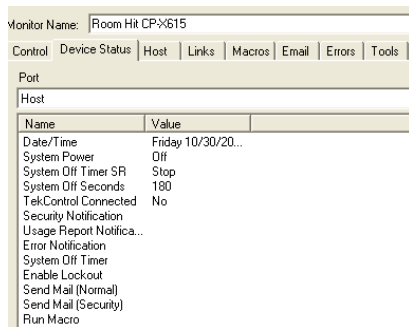 Monitor Name: Room Hit CP-X615
Control Device Status Host Links Macros Email Errors Tools
Port
Host
Name Value
Date/Time Friday 10/30/20...
System Power Off
System Off Timer SR Stop
System Off Seconds 180
TekControl Connected No
Security Notification
Usage Report Notifica...
Error Notification
System Off Timer
Enable Lockout
Send Mail (Normal)
Send Mail (Security)
Run Macro